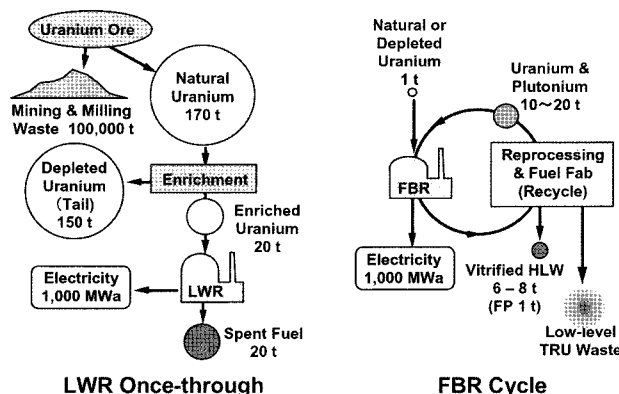 Uranium Ore
Mining & Milling
Waste 100,000 t
Natural
Uranium
170 t
Depleted
Uranium
(Tail)
150 t
Enrichment
Enriched
Uranium
20 t
Electricity
1,000 MWa
LWR
Spent Fuel
20 t
LWR Once-through
Natural or
Depleted
Uranium
1 t
Uranium &
Plutonium
10～20 t
FBR
Reprocessing
& Fuel Fab
(Recycle)
Electricity
1,000 MWa
Vitrified HLW
6 – 8 t
(FP 1 t)
Low-level
TRU Waste
FBR Cycle